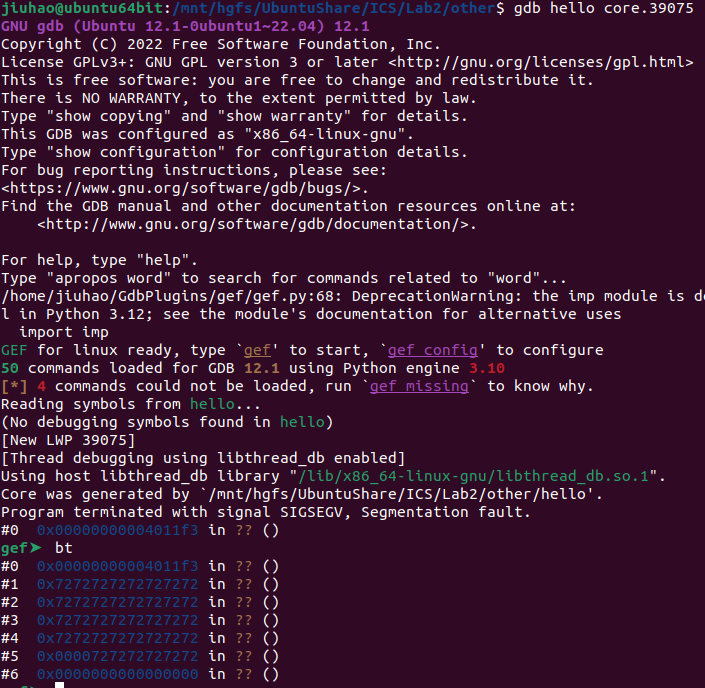 jiuhao@ubuntu64bit:/mnt/hgfs/UbuntuShare/ICS/Lab2/other$ gdb hello core.39075
GNU gdb (Ubuntu 12.1-0ubuntu1~22.04) 12.1
Copyright (C) 2022 Free Software Foundation, Inc.
License GPLv3+: GNU GPL version 3 or later <http://gnu.org/licenses/gpl.html>
This is free software: you are free to change and redistribute it.
There is NO WARRANTY, to the extent permitted by law.
Type "show copying" and "show warranty" for details.
This GDB was configured as "x86_64-linux-gnu".
Type "show configuration" for configuration details.
For bug reporting instructions, please see:
<https://www.gnu.org/software/gdb/bugs/>.
Find the GDB manual and other documentation resources online at:
    <http://www.gnu.org/software/gdb/documentation/>.

For help, type "help".
Type "apropos word" to search for commands related to "word"...
/home/jiuhao/GdbPlugins/gef/gef.py:68: DeprecationWarning: the imp module is de
l in Python 3.12; see the module's documentation for alternative uses
  import imp
GEF for linux ready, type `gef' to start, `gef config' to configure
50 commands loaded for GDB 12.1 using Python engine 3.10
[*] 4 commands could not be loaded, run `gef missing` to know why.
Reading symbols from hello...
(No debugging symbols found in hello)
[New LWP 39075]
[Thread debugging using libthread_db enabled]
Using host libthread_db library "/lib/x86_64-linux-gnu/libthread_db.so.1".
Core was generated by `/mnt/hgfs/UbuntuShare/ICS/Lab2/other/hello'.
Program terminated with signal SIGSEGV, Segmentation fault.
#0  0x00000000004011f3 in ?? ()
gef➤  bt
#0  0x00000000004011f3 in ?? ()
#1  0x7272727272727272 in ?? ()
#2  0x7272727272727272 in ?? ()
#3  0x7272727272727272 in ?? ()
#4  0x7272727272727272 in ?? ()
#5  0x0000727272727272 in ?? ()
#6  0x0000000000000000 in ?? ()